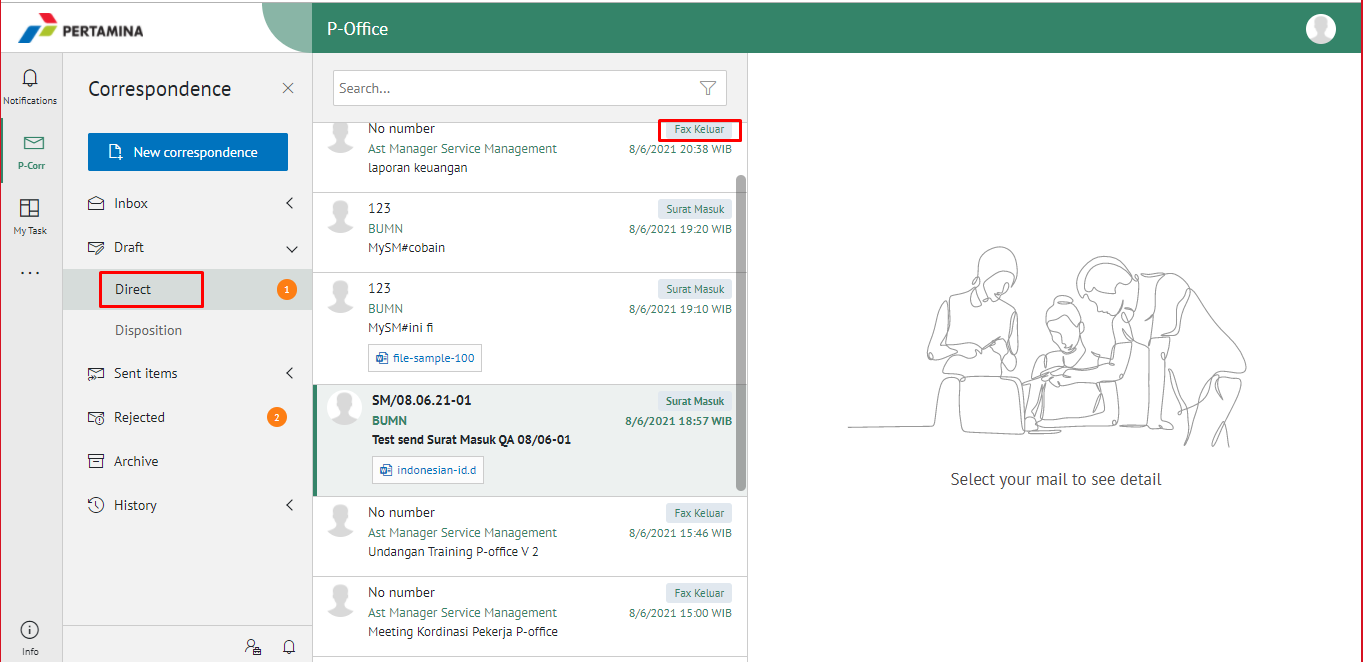 PERTAMINA
P-Office
Notifications
P-Corr
My Task
...
Info
Correspondence
New correspondence
Inbox
Draft
Direct
1
Disposition
Sent items
Rejected
2
Archive
History
Search...
No number
Fax Keluar
Ast Manager Service Management
8/6/2021 20:38 WIB
laporan keuangan
123
Surat Masuk
BUMN
8/6/2021 19:20 WIB
MySM#cobain
123
Surat Masuk
BUMN
8/6/2021 19:10 WIB
MySM#ini fi
file-sample-100
SM/08.06.21-01
Surat Masuk
BUMN
8/6/2021 18:57 WIB
Test send Surat Masuk QA 08/06-01
indonesian-id.d
No number
Fax Keluar
Ast Manager Service Management
8/6/2021 15:46 WIB
Undangan Training P-office V 2
No number
Fax Keluar
Ast Manager Service Management
8/6/2021 15:00 WIB
Meeting Kordinasi Pekerja P-office
Select your mail to see detail